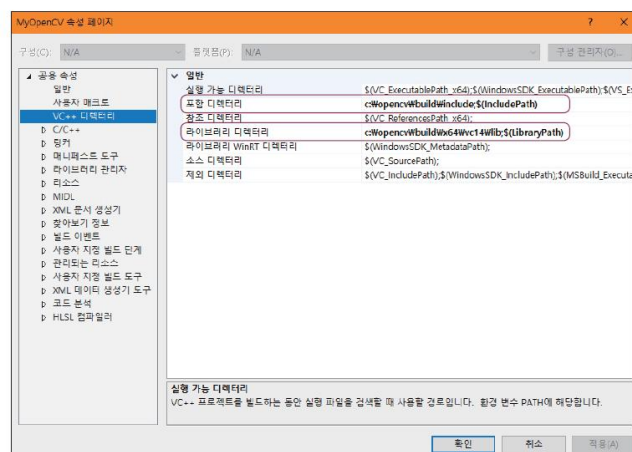 MyOpenCV 속성 페이지 ? ×
구성(C): N/A 플랫폼(P): N/A 구성 관리자(O)...
공용 속성
일반
사용자 매크로
VC++ 디렉터리
C/C++
링커
매니페스트 도구
라이브러리 관리자
리소스
MIDL
XML 문서 생성기
찾아보기 정보
빌드 이벤트
사용자 지정 빌드 단계
관리되는 리소스
사용자 지정 빌드 도구
XML 데이터 생성기 도구
코드 분석
HLSL 컴파일러
일반
실행 가능 디렉터리 $(VC_ExecutablePath_x64);$(WindowsSDK_ExecutablePath);$(VS_Ex
포함 디렉터리 c:₩opencv₩build₩include;$(IncludePath)
참조 디렉터리 $(VC_ReferencesPath_x64);
라이브러리 디렉터리 c:₩opencv₩build₩x64₩vc14₩lib;$(LibraryPath)
라이브러리 WinRT 디렉터리 $(WindowsSDK_MetadataPath);
소스 디렉터리 $(VC_SourcePath);
제외 디렉터리 $(VC_IncludePath);$(WindowsSDK_IncludePath);$(MSBuild_Executa
실행 가능 디렉터리
VC++ 프로젝트를 빌드하는 동안 실행 파일을 검색할 때 사용할 경로입니다. 환경 변수 PATH에 해당합니다.
확인 취소 적용(A)